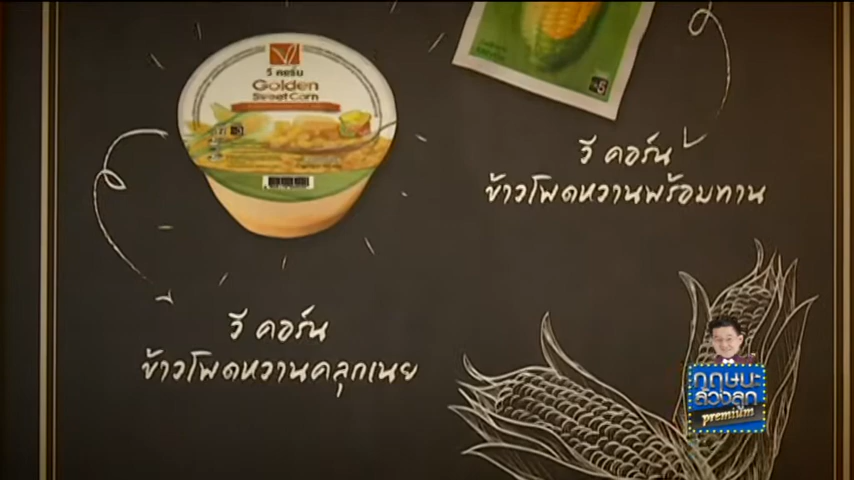 วี คอร์น
Golden
Sweet Corn
วี คอร์น
ข้าวโพดหวานพร้อมทาน
วี คอร์น
ข้าวโพดหวานคลุกเนย
กฤษนะ
ล้วงลูก
premium